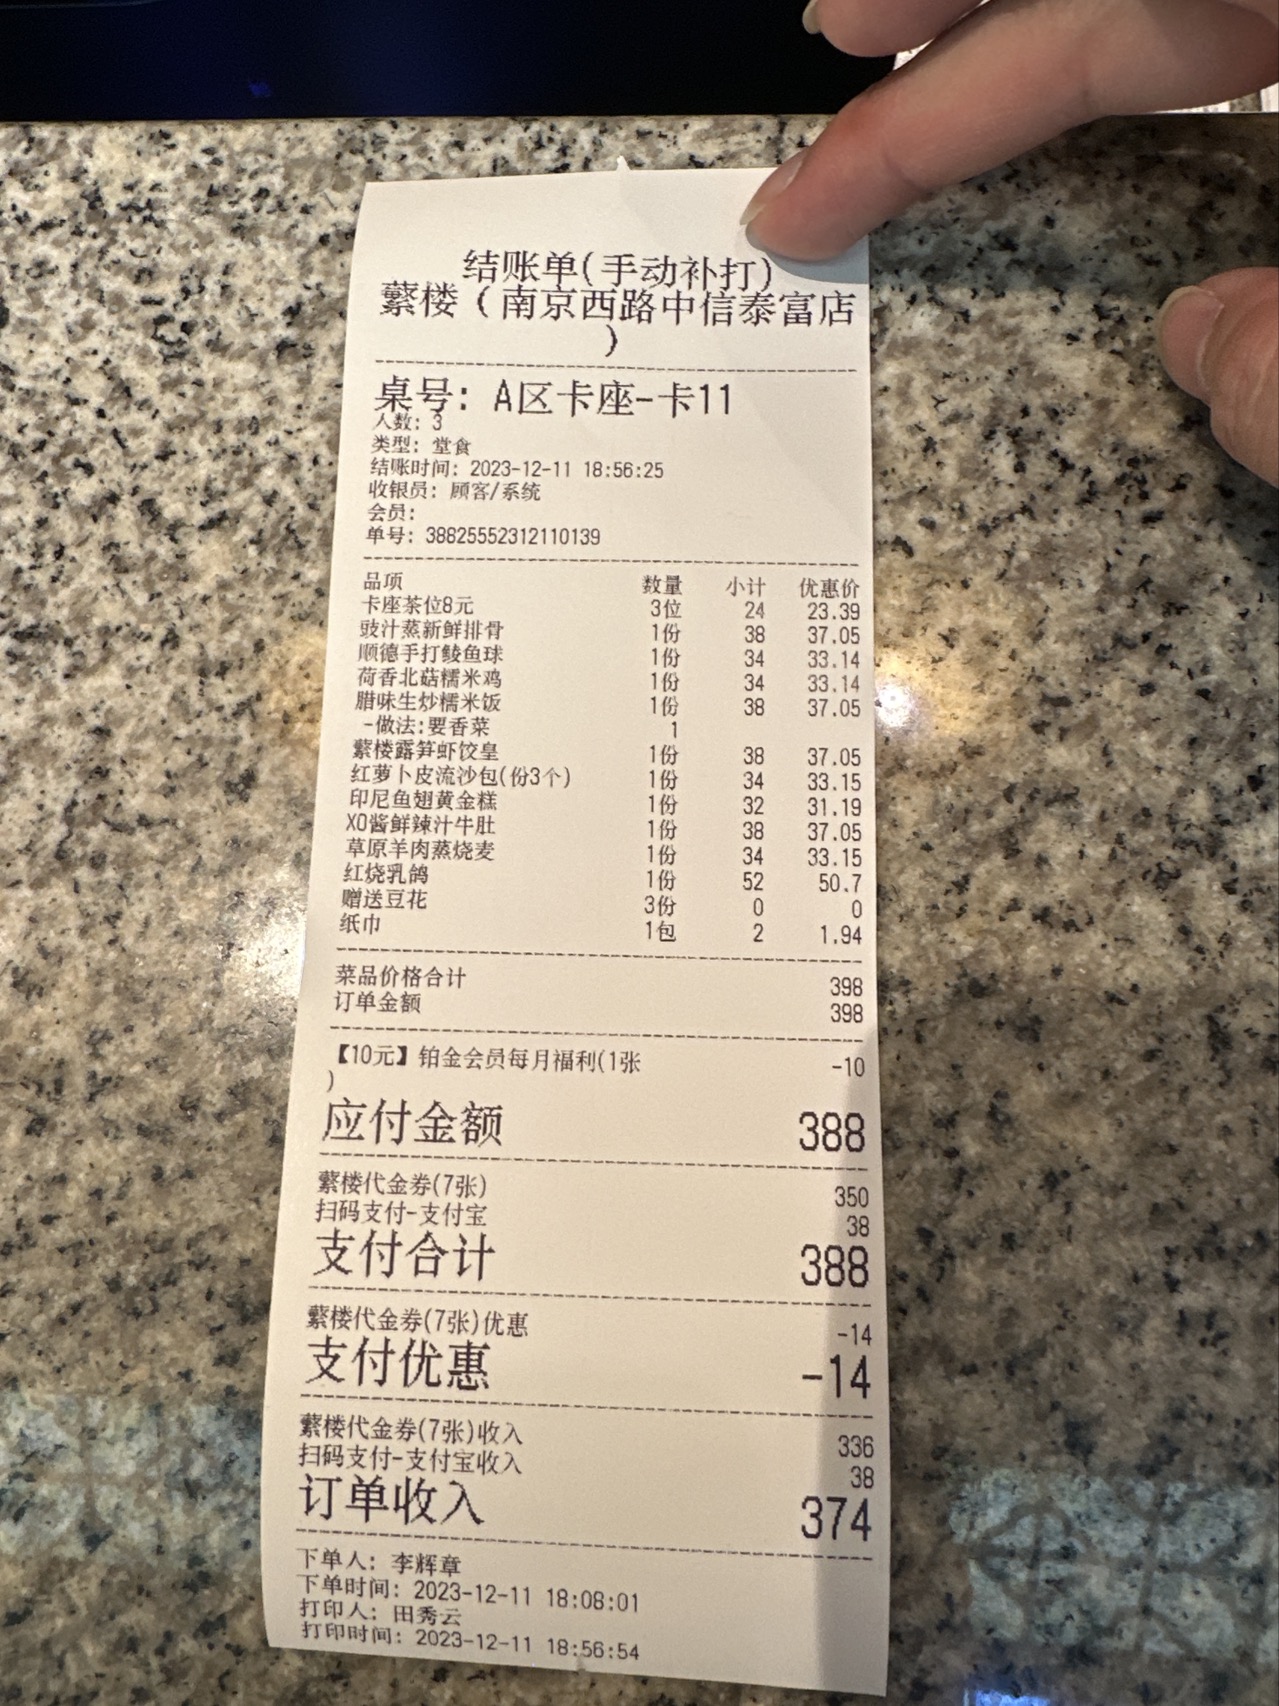 结账单(手动补打)
蘩楼（南京西路中信泰富店
）
桌号: A区卡座-卡11
人数: 3
类型: 堂食
结账时间: 2023-12-11 18:56:25
收银员: 顾客/系统
会员:
单号: 38825552312110139
品项 数量 小计 优惠价
卡座茶位8元 3位 24 23.39
豉汁蒸新鲜排骨 1份 38 37.05
顺德手打鲮鱼球 1份 34 33.14
荷香北菇糯米鸡 1份 34 33.14
腊味生炒糯米饭 1份 38 37.05
-做法:要香菜 1
蘩楼露笋虾饺皇 1份 38 37.05
红萝卜皮流沙包(份3个) 1份 34 33.15
印尼鱼翅黄金糕 1份 32 31.19
XO酱鲜辣汁牛肚 1份 38 37.05
草原羊肉蒸烧麦 1份 34 33.15
红烧乳鸽 1份 52 50.7
赠送豆花 3份 0 0
纸巾 1包 2 1.94
菜品价格合计 398
订单金额 398
【10元】铂金会员每月福利(1张 -10
)
应付金额 388
蘩楼代金券(7张) 350
扫码支付-支付宝 38
支付合计 388
蘩楼代金券(7张)优惠 -14
支付优惠 -14
蘩楼代金券(7张)收入 336
扫码支付-支付宝收入 38
订单收入 374
下单人: 李辉章
下单时间: 2023-12-11 18:08:01
打印人: 田秀云
打印时间: 2023-12-11 18:56:54